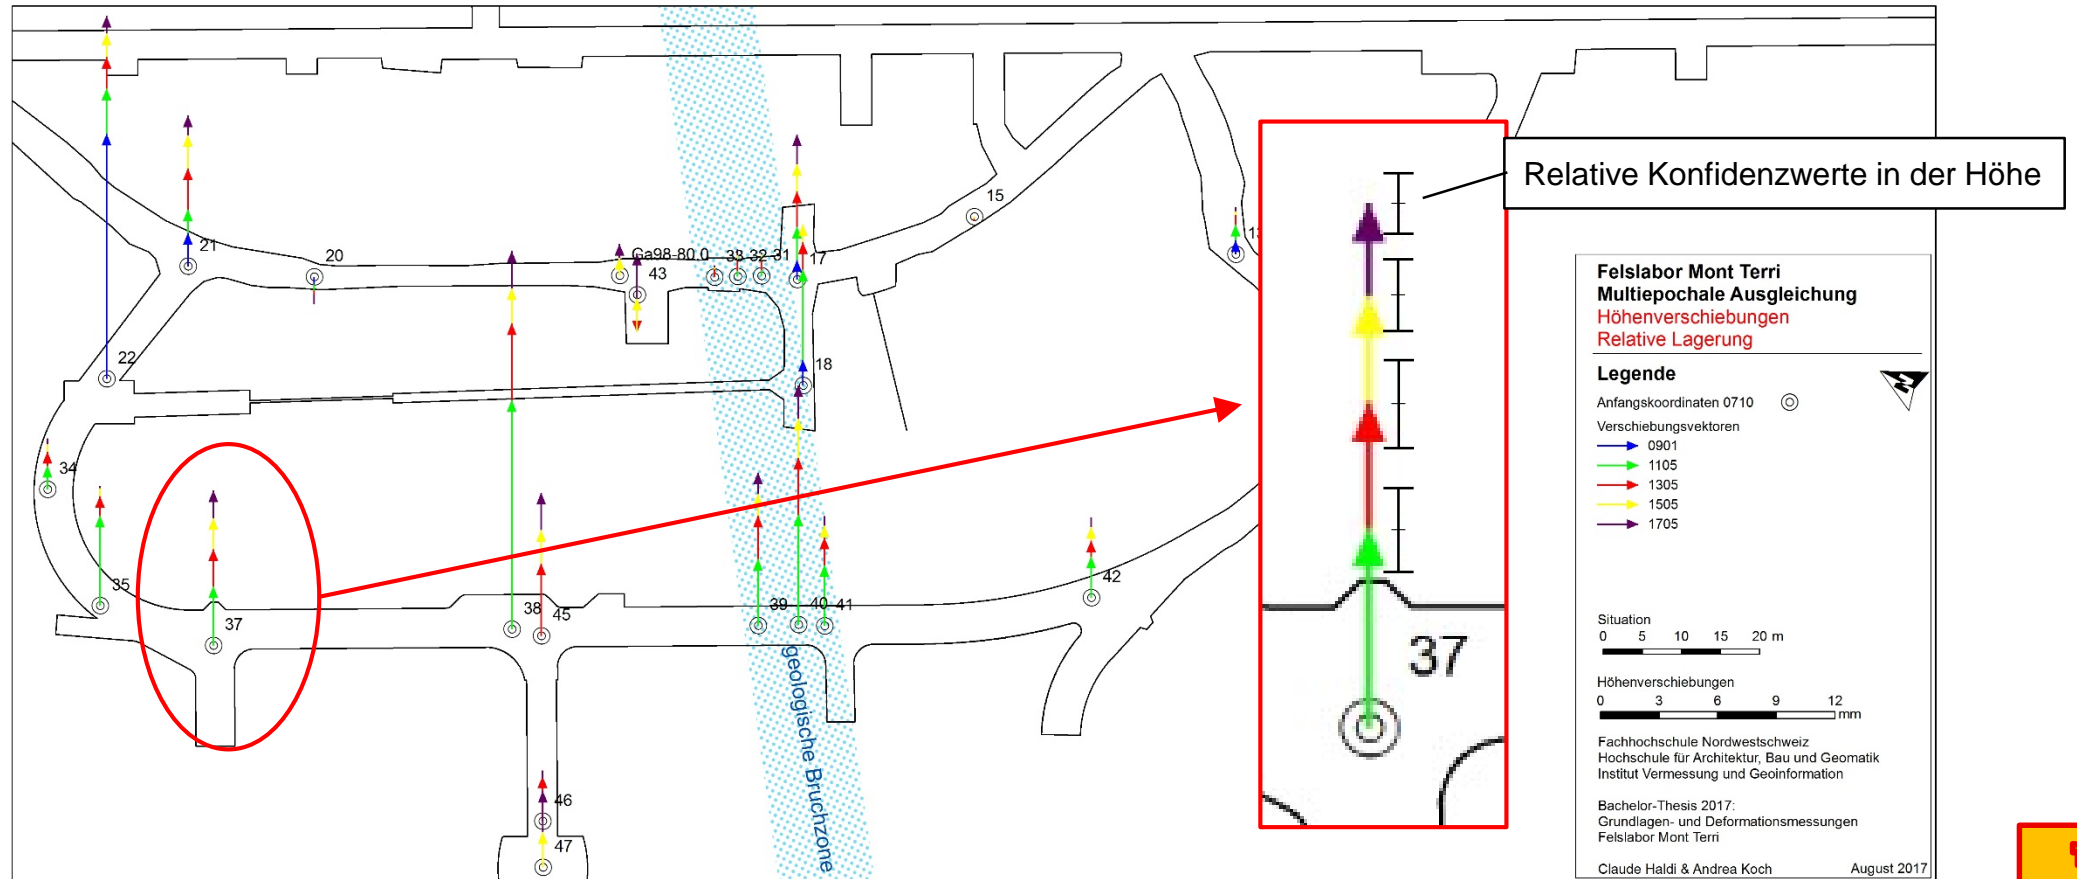 Relative Konfidenzwerte in der Höhe
15
13
21
20
Ga98-80.0
33
32
31
17
43
22
18
34
35
37
38
45
39
40
41
42
46
47
geologische Bruchzone
37
Felslabor Mont Terri
Multiepochale Ausgleichung
Höhenverschiebungen
Relative Lagerung
Legende
N
Anfangskoordinaten 0710
Verschiebungsvektoren
0901
1105
1305
1505
1705
Situation
0 5 10 15 20 m
Höhenverschiebungen
0 3 6 9 12
mm
Fachhochschule Nordwestschweiz
Hochschule für Architektur, Bau und Geomatik
Institut Vermessung und Geoinformation
Bachelor-Thesis 2017:
Grundlagen- und Deformationsmessungen
Felslabor Mont Terri
Claude Haldi & Andrea Koch August 2017